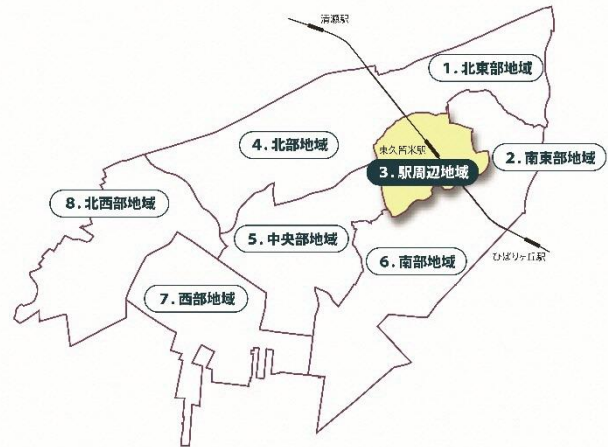 清瀬駅
1.北東部地域
4.北部地域
東久留米駅
2.南東部地域
3.駅周辺地域
8.北西部地域
5.中央部地域
6.南部地域
ひばりヶ丘駅
7.西部地域